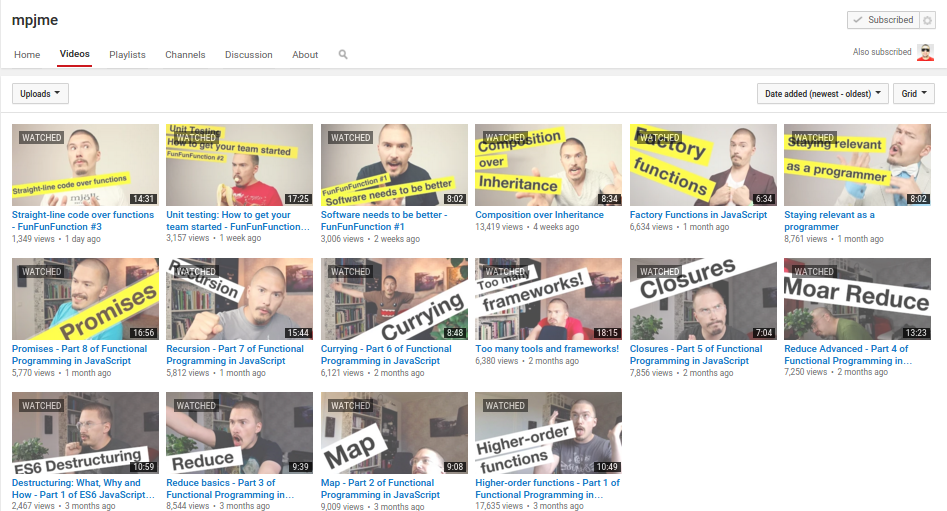 mpjme
Subscribed
Home Videos Playlists Channels Discussion About
Also subscribed
Uploads
Date added (newest - oldest) Grid
WATCHED
Straight-line code over functions
14:31
Straight-line code over functions
- FunFunFunction #3
1,349 views • 1 day ago
WATCHED
Unit Testing
How to get your team started
FunFunFunction #2
17:25
Unit testing: How to get your
team started - FunFunFunction...
3,157 views • 1 week ago
WATCHED
FunFunFunction #1
Software needs to be better
8:02
Software needs to be better -
FunFunFunction #1
3,006 views • 2 weeks ago
WATCHED
Composition
over
Inheritance
8:34
Composition over Inheritance
13,419 views • 4 weeks ago
WATCHED
Factory
functions
6:34
Factory Functions in JavaScript
6,634 views • 1 month ago
WATCHED
Staying relevant
as a programmer
8:02
Staying relevant as a
programmer
8,761 views • 1 month ago
WATCHED
Promises
16:56
Promises - Part 8 of Functional
Programming in JavaScript
5,770 views • 1 month ago
WATCHED
Recursion
15:44
Recursion - Part 7 of Functional
Programming in JavaScript
5,812 views • 1 month ago
WATCHED
Currying
8:48
Currying - Part 6 of Functional
Programming in JavaScript
6,121 views • 2 months ago
WATCHED
Too many
frameworks!
18:15
Too many tools and frameworks!
6,380 views • 2 months ago
WATCHED
Closures
7:04
Closures - Part 5 of Functional
Programming in JavaScript
7,856 views • 2 months ago
WATCHED
Moar Reduce
13:23
Reduce Advanced - Part 4 of
Functional Programming in...
7,250 views • 2 months ago
WATCHED
ES6 Destructuring
10:59
Destructuring: What, Why and
How - Part 1 of ES6 JavaScript...
2,467 views • 3 months ago
WATCHED
Reduce
9:39
Reduce basics - Part 3 of
Functional Programming in...
8,544 views • 3 months ago
WATCHED
Map
9:08
Map - Part 2 of Functional
Programming in JavaScript
9,009 views • 3 months ago
WATCHED
Higher-order
functions
10:49
Higher-order functions - Part 1 of
Functional Programming in...
17,635 views • 3 months ago